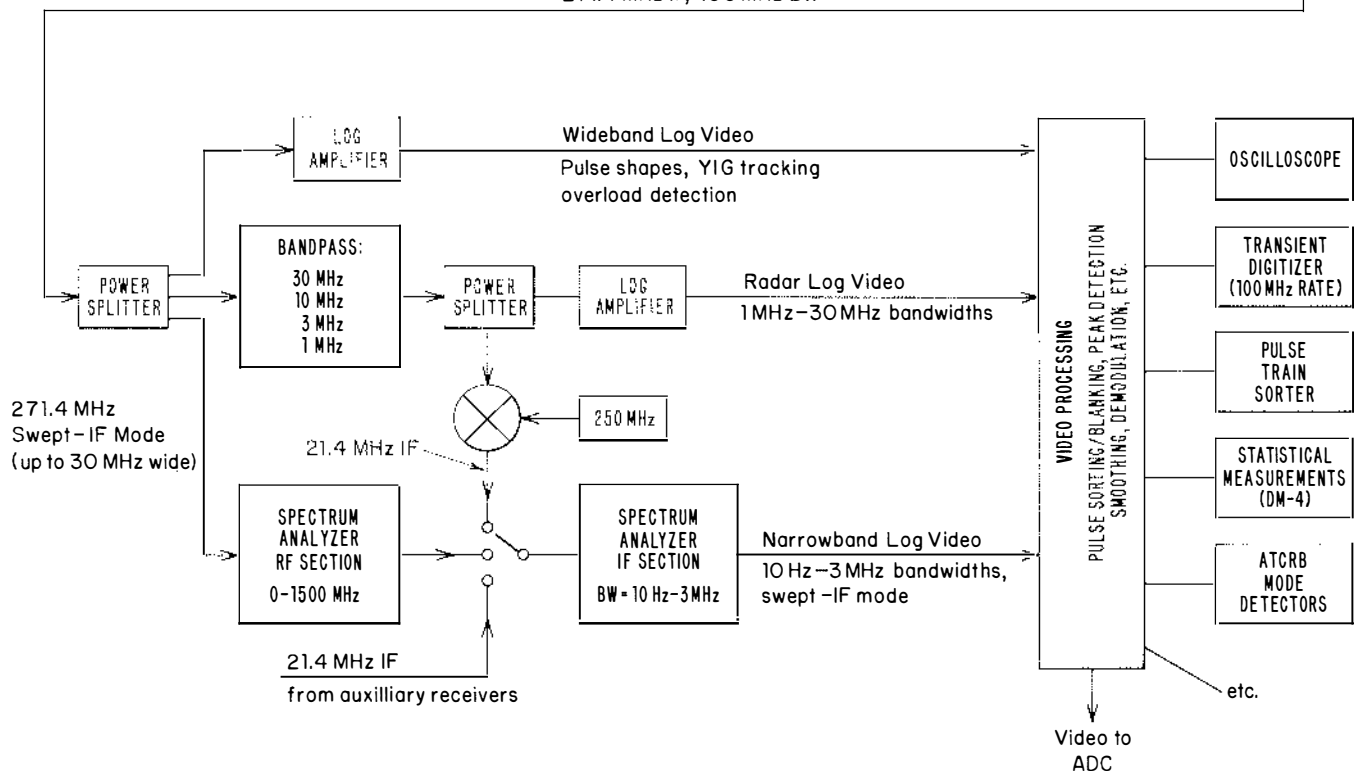 LOG
AMPLIFIER
Wideband Log Video
Pulse shapes, YIG tracking
overload detection
POWER
SPLITTER
BANDPASS:
30 MHz
10 MHz
3 MHz
1 MHz
POWER
SPLITTER
LOG
AMPLIFIER
Radar Log Video
1 MHz-30 MHz bandwidths
271.4 MHz
Swept-IF Mode
(up to 30 MHz wide)
250 MHz
21.4 MHz IF
SPECTRUM
ANALYZER
RF SECTION
0-1500 MHz
SPECTRUM
ANALYZER
IF SECTION
BW = 10 Hz-3 MHz
Narrowband Log Video
10 Hz-3 MHz bandwidths,
swept-IF mode
21.4 MHz IF
from auxilliary receivers
VIDEO PROCESSING
PULSE SORTING/BLANKING, PEAK DETECTION
SMOOTHING, DEMODULATION, ETC.
OSCILLOSCOPE
TRANSIENT
DIGITIZER
(100 MHz RATE)
PULSE
TRAIN
SORTER
STATISTICAL
MEASUREMENTS
(DM-4)
ATCRB
MODE
DETECTORS
etc.
Video to
ADC